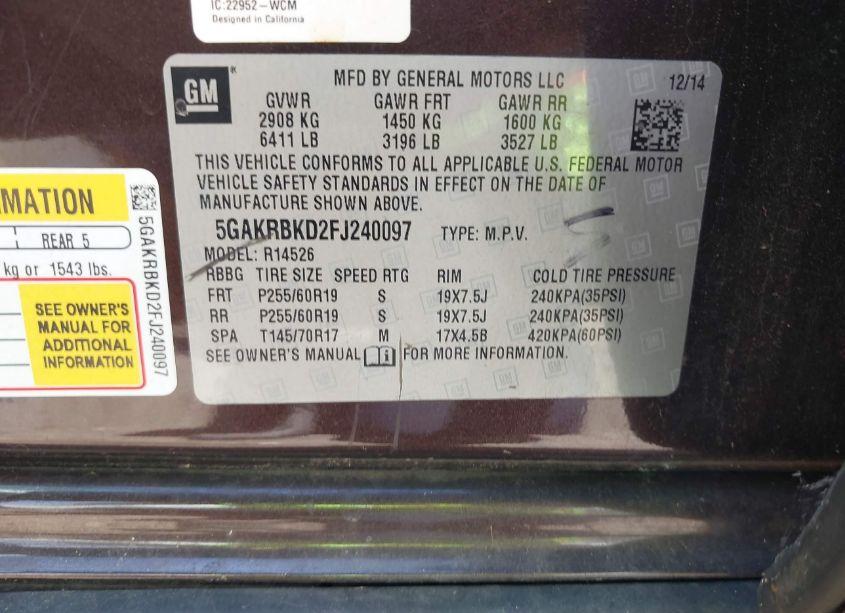 IC:22952-WCM
Designed in California
GM
MFD BY GENERAL MOTORS LLC 12/14
GVWR GAWR FRT GAWR RR
2908 KG 1450 KG 1600 KG
6411 LB 3196 LB 3527 LB
THIS VEHICLE CONFORMS TO ALL APPLICABLE U.S. FEDERAL MOTOR
VEHICLE SAFETY STANDARDS IN EFFECT ON THE DATE OF
MANUFACTURE SHOWN ABOVE.
5GAKRBKD2FJ240097 TYPE: M.P.V.
MODEL: R14526
RBBG TIRE SIZE SPEED RTG RIM COLD TIRE PRESSURE
FRT P255/60R19 S 19X7.5J 240KPA(35PSI)
RR P255/60R19 S 19X7.5J 240KPA(35PSI)
SPA T145/70R17 M 17X4.5B 420KPA(60PSI)
SEE OWNER'S MANUAL FOR MORE INFORMATION.
RMATION
REAR 5
kg or 1543 lbs.
SEE OWNER'S
MANUAL FOR
ADDITIONAL
INFORMATION
5GAKRBKD2FJ240097